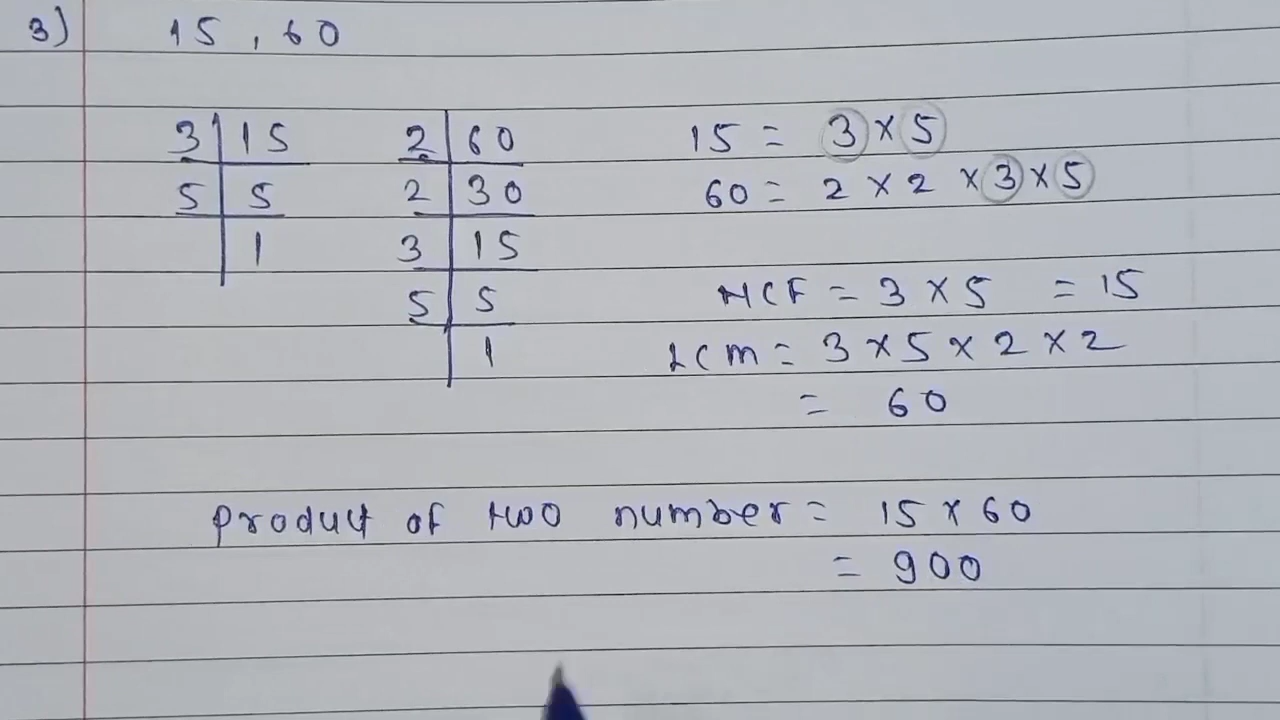 3) 15 , 60
3 | 15
5 | 5
1
2 | 60
2 | 30
3 | 15
5 | 5
1
15 = 3 × 5
60 = 2 × 2 × 3 × 5
HCF = 3 × 5 = 15
LCM = 3 × 5 × 2 × 2
= 60
product of two number = 15 × 60
= 900